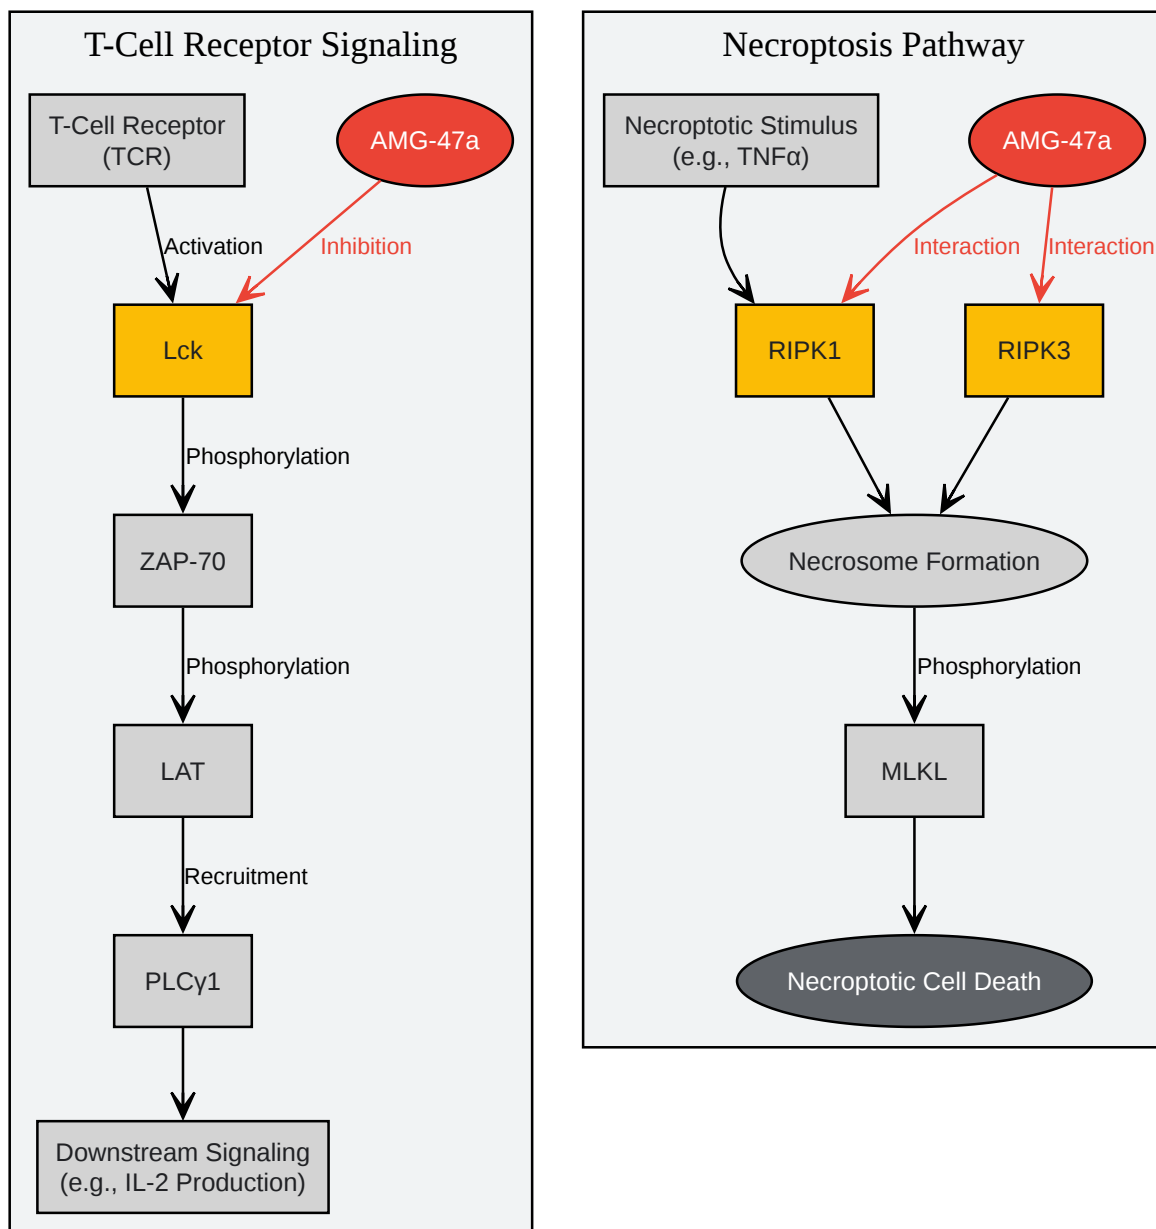 T-Cell Receptor Signaling
T-Cell Receptor
(TCR)
AMG-47a
Activation
Inhibition
Lck
Phosphorylation
ZAP-70
Phosphorylation
LAT
Recruitment
PLCγ1
Downstream Signaling
(e.g., IL-2 Production)
Necroptosis Pathway
Necroptotic Stimulus
(e.g., TNFα)
AMG-47a
Interaction
Interaction
RIPK1
RIPK3
Necrosome Formation
Phosphorylation
MLKL
Necroptotic Cell Death